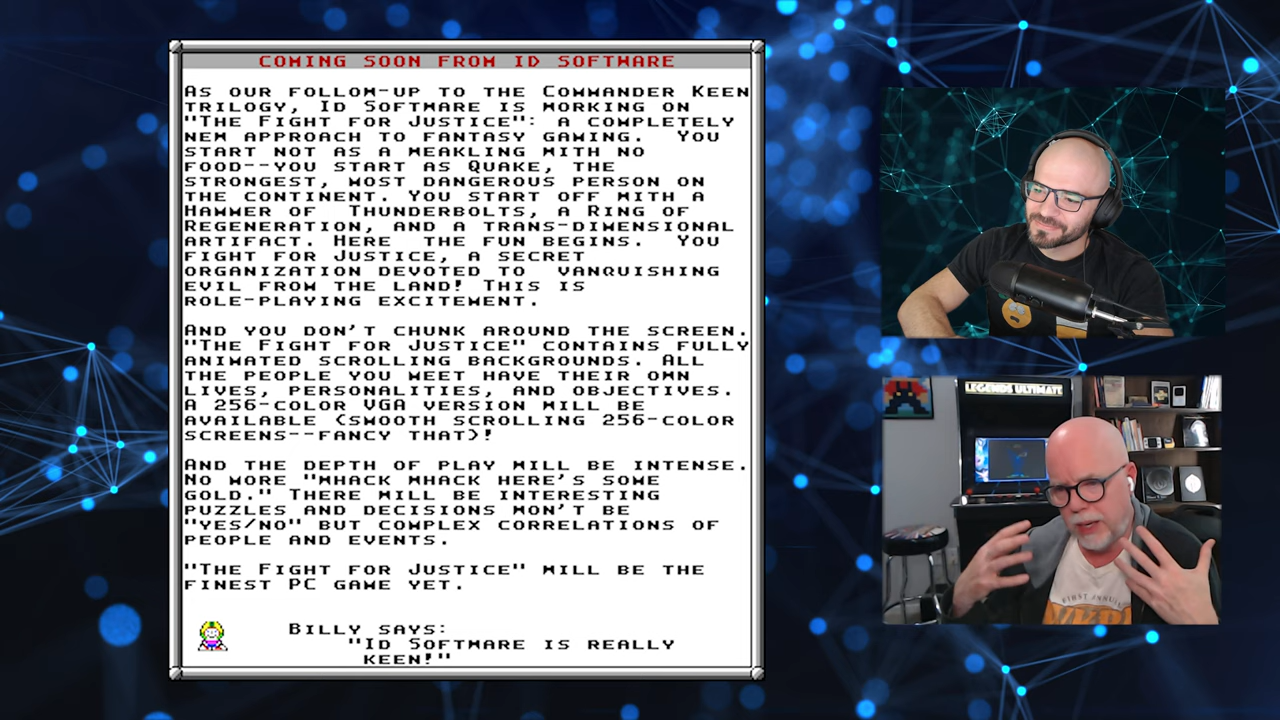 COMING SOON FROM ID SOFTWARE
AS OUR FOLLOW-UP TO THE COMMANDER KEEN
TRILOGY, ID SOFTWARE IS WORKING ON
"THE FIGHT FOR JUSTICE": A COMPLETELY
NEW APPROACH TO FANTASY GAMING. YOU
START NOT AS A WEAKLING WITH NO
FOOD--YOU START AS QUAKE, THE
STRONGEST, MOST DANGEROUS PERSON ON
THE CONTINENT. YOU START OFF WITH A
HAMMER OF THUNDERBOLTS, A RING OF
REGENERATION, AND A TRANS-DIMENSIONAL
ARTIFACT. HERE THE FUN BEGINS. YOU
FIGHT FOR JUSTICE, A SECRET
ORGANIZATION DEVOTED TO VANQUISHING
EVIL FROM THE LAND! THIS IS
ROLE-PLAYING EXCITEMENT.
AND YOU DON'T CHUNK AROUND THE SCREEN.
"THE FIGHT FOR JUSTICE" CONTAINS FULLY
ANIMATED SCROLLING BACKGROUNDS. ALL
THE PEOPLE YOU MEET HAVE THEIR OWN
LIVES, PERSONALITIES, AND OBJECTIVES.
A 256-COLOR VGA VERSION WILL BE
AVAILABLE (SMOOTH SCROLLING 256-COLOR
SCREENS--FANCY THAT)!
AND THE DEPTH OF PLAY WILL BE INTENSE.
NO MORE "WHACK WHACK HERE'S SOME
GOLD." THERE WILL BE INTERESTING
PUZZLES AND DECISIONS WON'T BE
"YES/NO" BUT COMPLEX CORRELATIONS OF
PEOPLE AND EVENTS.
"THE FIGHT FOR JUSTICE" WILL BE THE
FINEST PC GAME YET.
BILLY SAYS:
"ID SOFTWARE IS REALLY
KEEN!"
LEGENDS ULTIMATE
FIRST ANNUAL